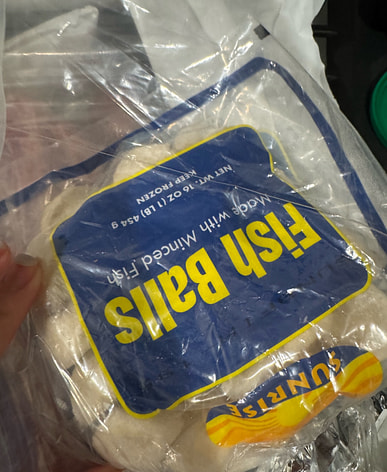 SUNRISE
Fish Balls
Made with Minced Fish
NET WT. 16 OZ (1 LB) 454 g
KEEP FROZEN